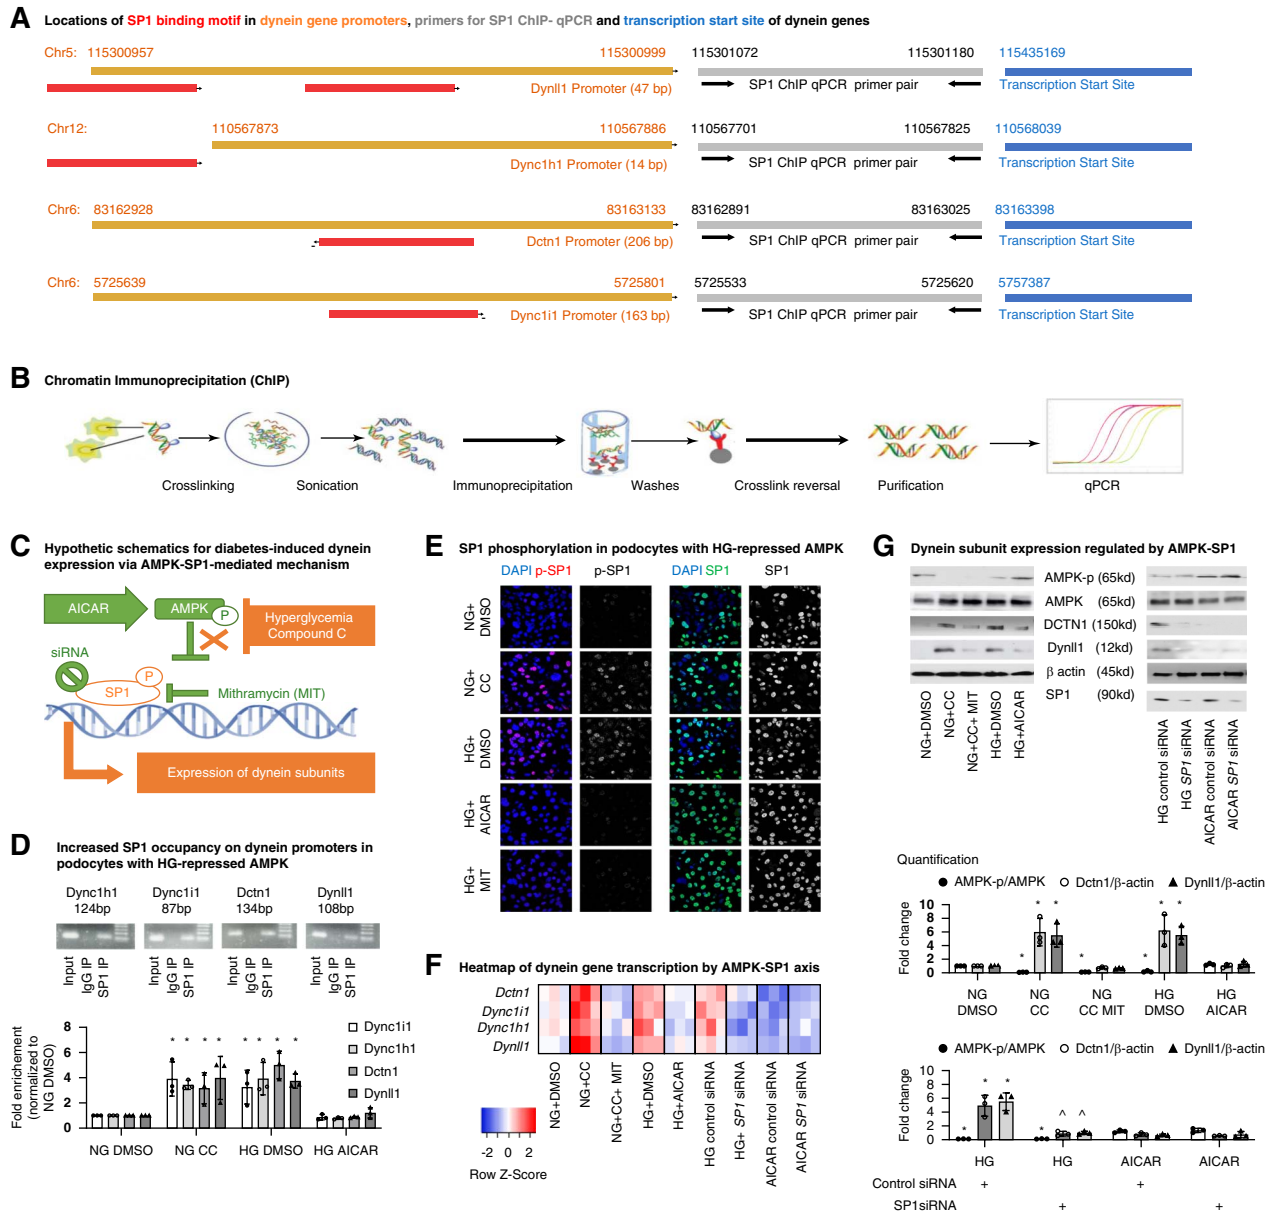 A Locations of SP1 binding motif in dynein gene promoters, primers for SP1 ChIP- qPCR and transcription start site of dynein genes
Chr5: 115300957 115300999 115301072 115301180 115435169
Dynll1 Promoter (47 bp) SP1 ChIP qPCR primer pair Transcription Start Site
Chr12: 110567873 110567886 110567701 110567825 110568039
Dync1h1 Promoter (14 bp) SP1 ChIP qPCR primer pair Transcription Start Site
Chr6: 83162928 83163133 83162891 83163025 83163398
Dctn1 Promoter (206 bp) SP1 ChIP qPCR primer pair Transcription Start Site
Chr6: 5725639 5725801 5725533 5725620 5757387
Dync1i1 Promoter (163 bp) SP1 ChIP qPCR primer pair Transcription Start Site
B Chromatin Immunoprecipitation (ChIP)
Crosslinking Sonication Immunoprecipitation Washes Crosslink reversal Purification qPCR
C Hypothetic schematics for diabetes-induced dynein
expression via AMPK-SP1-mediated mechanism
AICAR AMPK P Hyperglycemia
Compound C
siRNA
SP1 P Mithramycin (MIT)
Expression of dynein subunits
D Increased SP1 occupancy on dynein promoters in
podocytes with HG-repressed AMPK
Dync1h1 Dync1i1 Dctn1 Dynll1
124bp 87bp 134bp 108bp
Input IgG IP SP1 IP Input IgG IP SP1 IP Input IgG IP SP1 IP Input IgG IP SP1 IP
Fold enrichement
(normalized to
NG DMSO)
8
6
4
2
0
* * * * * * * *
Dync1i1
Dync1h1
Dctn1
Dynll1
NG DMSO NG CC HG DMSO HG AICAR
E SP1 phosphorylation in podocytes with HG-repressed AMPK
DAPI p-SP1 p-SP1 DAPI SP1 SP1
NG+
DMSO
NG+
CC
HG+
DMSO
HG+
AICAR
HG+
MIT
F Heatmap of dynein gene transcription by AMPK-SP1 axis
Dctn1
Dync1i1
Dync1h1
Dynll1
NG+DMSO NG+CC NG+CC+ MIT HG+DMSO HG+AICAR HG control siRNA HG+ SP1 siRNA AICAR control siRNA AICAR SP1 siRNA
-2 0 2
Row Z-Score
G Dynein subunit expression regulated by AMPK-SP1
AMPK-p (65kd)
AMPK (65kd)
DCTN1 (150kd)
Dynll1 (12kd)
β actin (45kd)
SP1 (90kd)
NG+DMSO NG+CC NG+CC+ MIT HG+DMSO HG+AICAR
HG control siRNA HG SP1 siRNA AICAR control siRNA AICAR SP1 siRNA
Quantification
AMPK-p/AMPK Dctn1/β-actin Dynll1/β-actin
Fold change
10
8
6
4
2
0
* * * * * * *
NG NG NG HG HG
DMSO CC CC MIT DMSO AICAR
AMPK-p/AMPK Dctn1/β-actin Dynll1/β-actin
Fold change
10
8
6
4
2
0
* * * * ^ ^
HG HG AICAR AICAR
Control siRNA + +
SP1siRNA + +